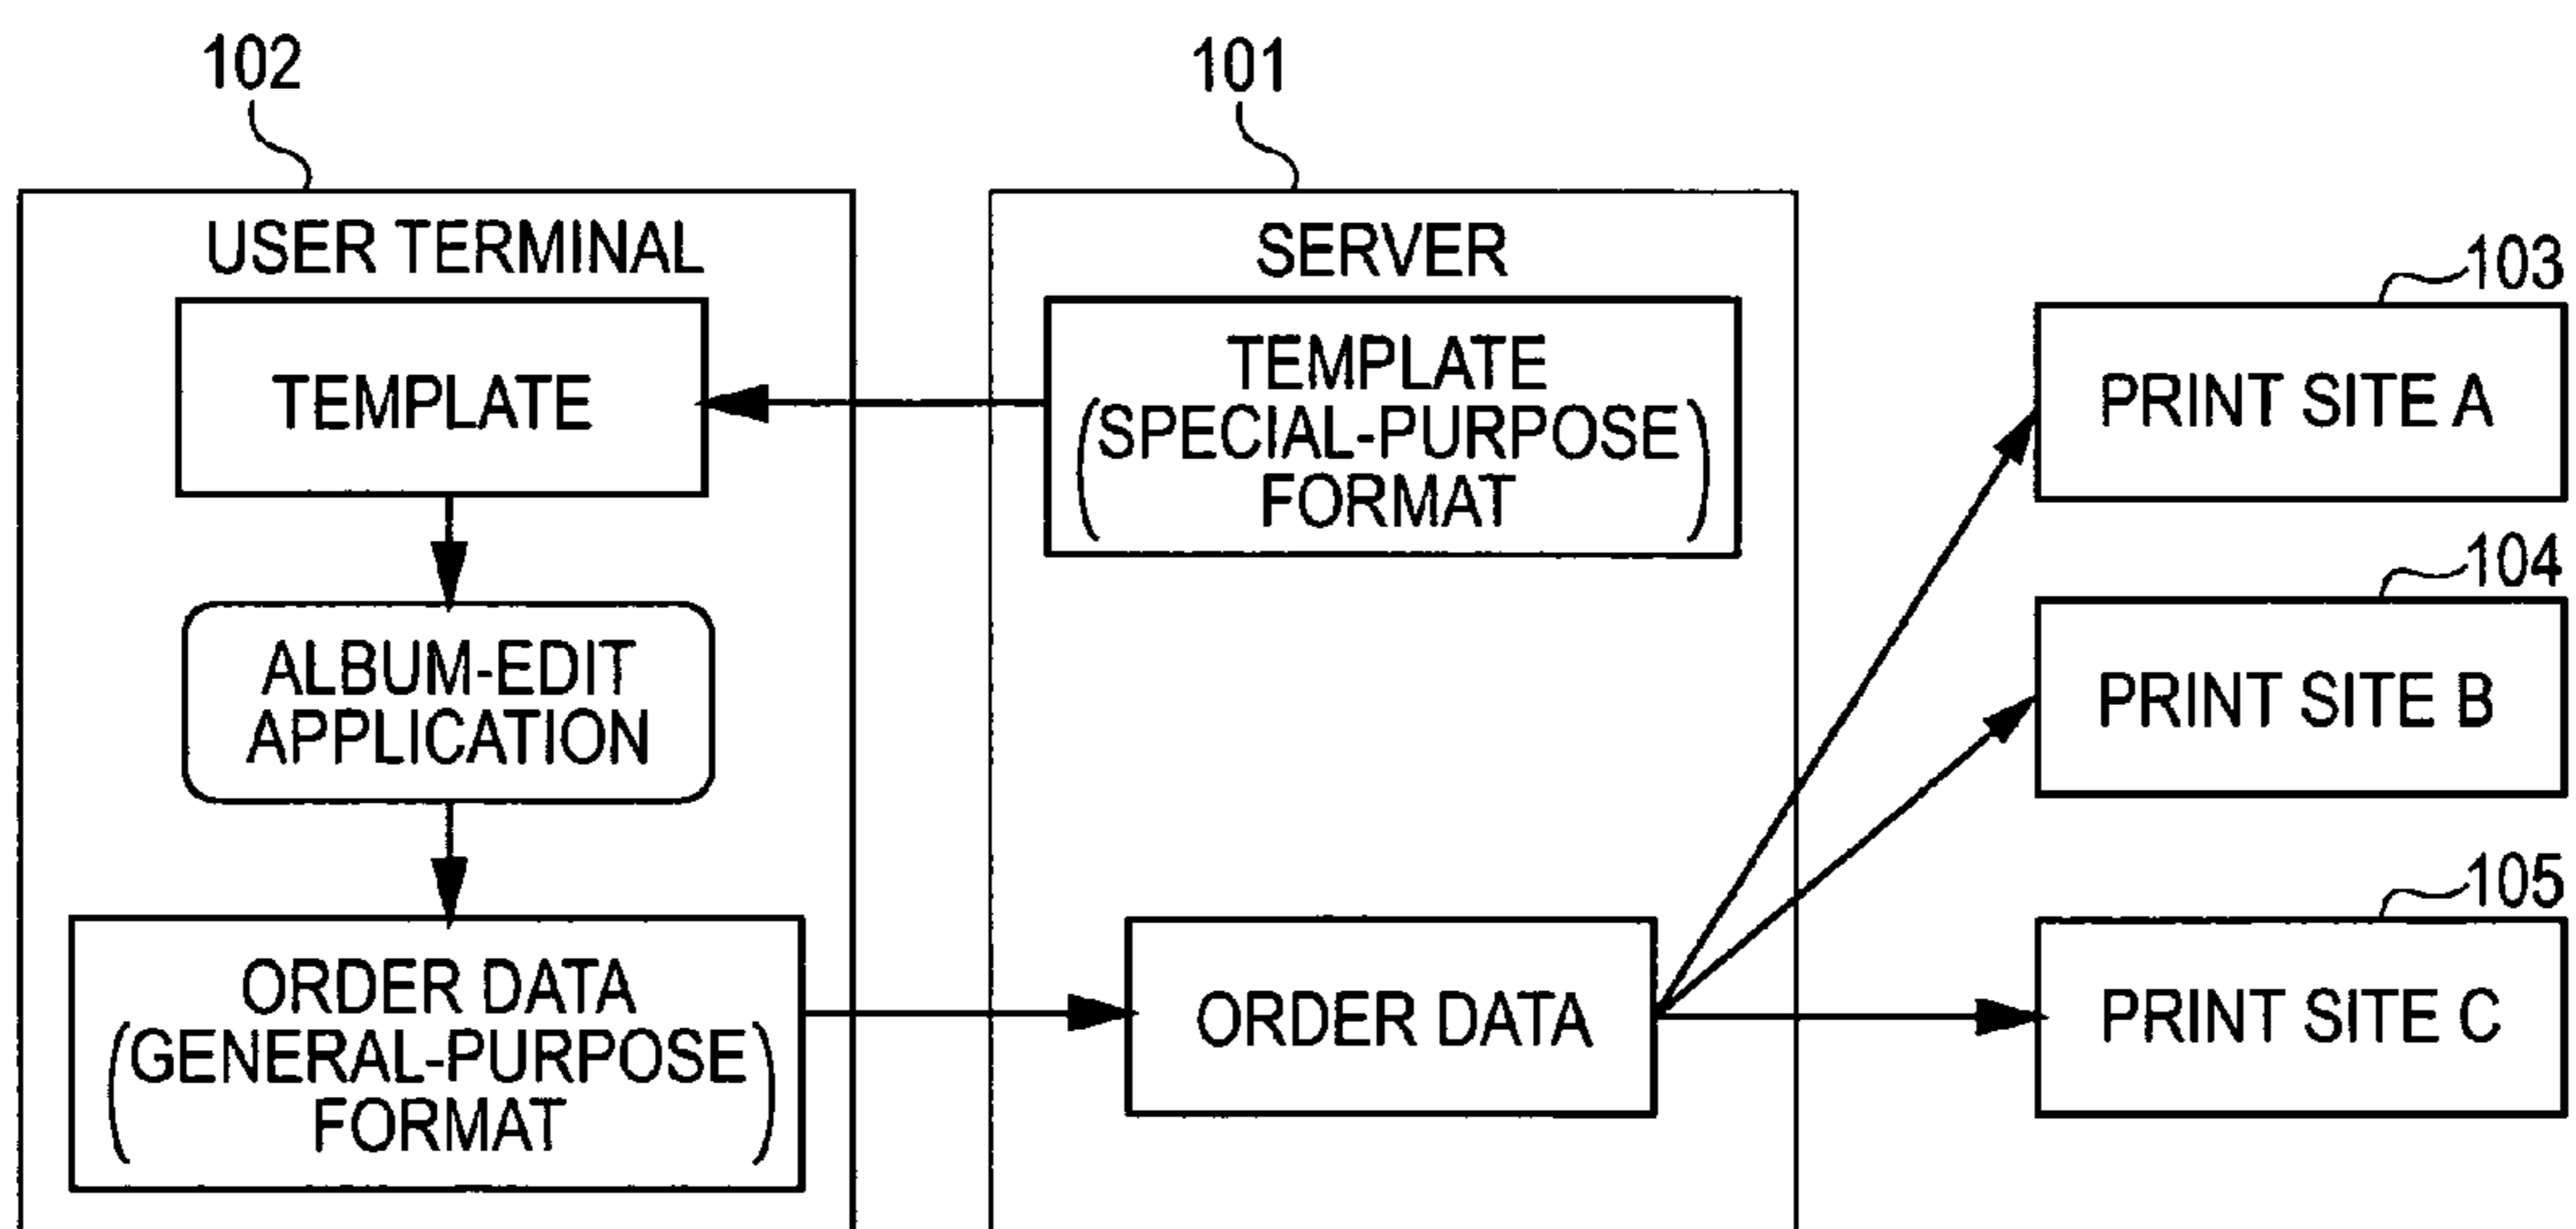 102
101
USER TERMINAL
SERVER
103
TEMPLATE
TEMPLATE
(SPECIAL-PURPOSE
FORMAT)
PRINT SITE A
104
ALBUM-EDIT
APPLICATION
PRINT SITE B
105
ORDER DATA
(GENERAL-PURPOSE
FORMAT)
ORDER DATA
PRINT SITE C